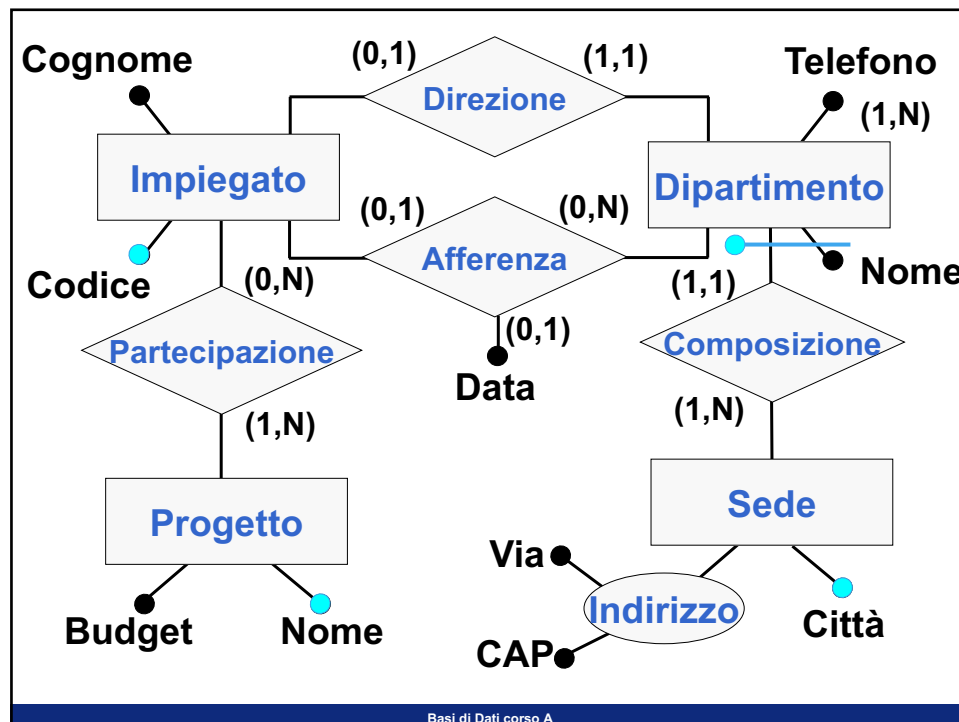 (0,1)
(1,1)
Cognome
Telefono
Direzione
(1,N)
Impiegato
Dipartimento
(0,1)
(0,N)
Afferenza
Codice
(0,N)
(1,1)
Nome
(0,1)
Partecipazione
Composizione
Data
(1,N)
(1,N)
Progetto
Sede
Via
Indirizzo
Budget
Nome
Città
CAP
Basi di Dati corso A